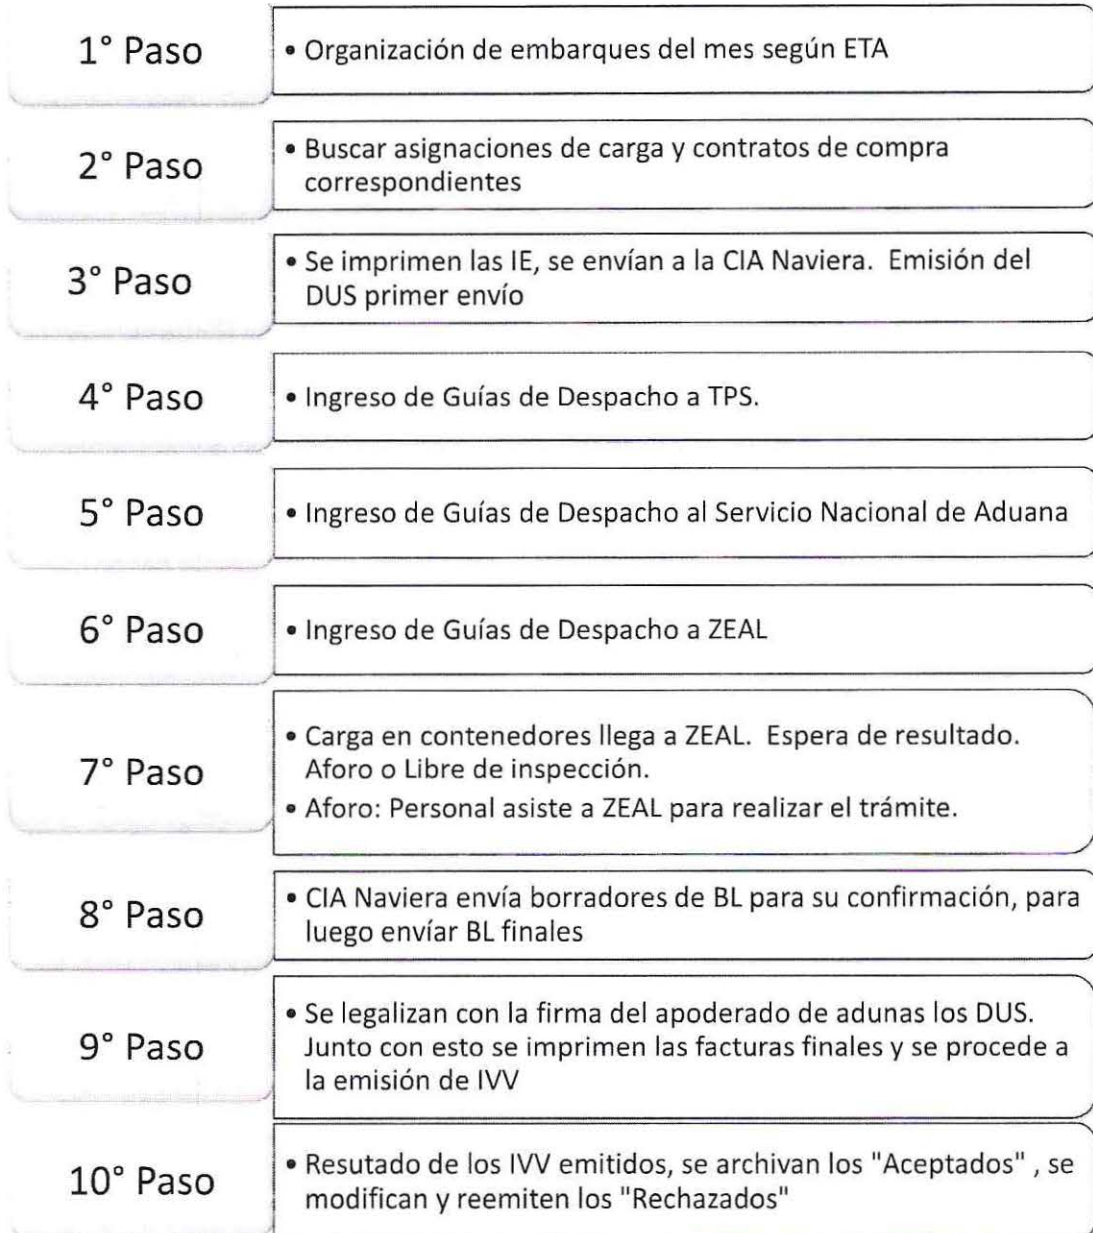 1° Paso
• Organización de embarques del mes según ETA
2° Paso
• Buscar asignaciones de carga y contratos de compra
correspondientes
3° Paso
• Se imprimen las IE, se envían a la CIA Naviera. Emisión del
DUS primer envío
4° Paso
• Ingreso de Guías de Despacho a TPS.
5° Paso
• Ingreso de Guías de Despacho al Servicio Nacional de Aduana
6° Paso
• Ingreso de Guías de Despacho a ZEAL
7° Paso
• Carga en contenedores llega a ZEAL. Espera de resultado.
Aforo o Libre de inspección.
• Aforo: Personal asiste a ZEAL para realizar el trámite.
8° Paso
• CIA Naviera envía borradores de BL para su confirmación, para
luego envíar BL finales
9° Paso
• Se legalizan con la firma del apoderado de adunas los DUS.
Junto con esto se imprimen las facturas finales y se procede a
la emisión de IVV
10° Paso
• Resutado de los IVV emitidos, se archivan los "Aceptados" , se
modifican y reemiten los "Rechazados"